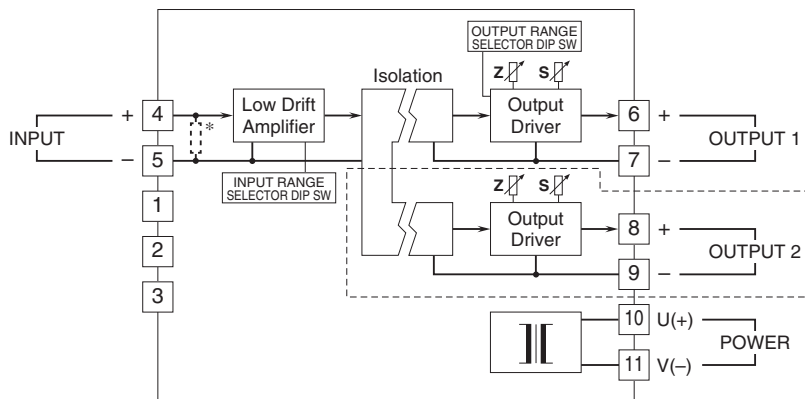 OUTPUT RANGE
SELECTOR DIP SW
Isolation
Z
S
INPUT
+
4
*
Low Drift
Amplifier
Output
Driver
6
+
OUTPUT 1
–
5
7
–
INPUT RANGE
SELECTOR DIP SW
1
2
3
Z
S
Output
Driver
8
+
OUTPUT 2
9
–
10
U(+)
POWER
11
V(–)